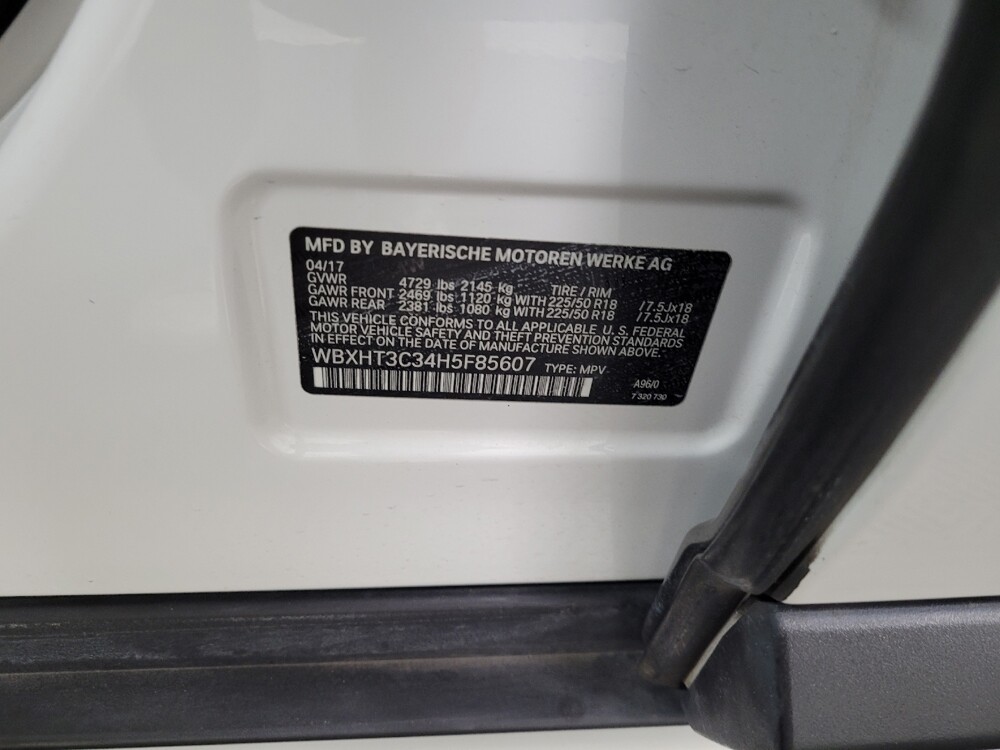 MFD BY BAYERISCHE MOTOREN WERKE AG
04/17
GVWR 4729 lbs 2145 kg TIRE / RIM
GAWR FRONT 2469 lbs 1120 kg WITH 225/50 R18 /7.5Jx18
GAWR REAR 2381 lbs 1080 kg WITH 225/50 R18 /7.5Jx18
THIS VEHICLE CONFORMS TO ALL APPLICABLE U.S. FEDERAL
MOTOR VEHICLE SAFETY AND THEFT PREVENTION STANDARDS
IN EFFECT ON THE DATE OF MANUFACTURE SHOWN ABOVE.
WBXHT3C34H5F85607 TYPE: MPV
A96/0
7 320 730